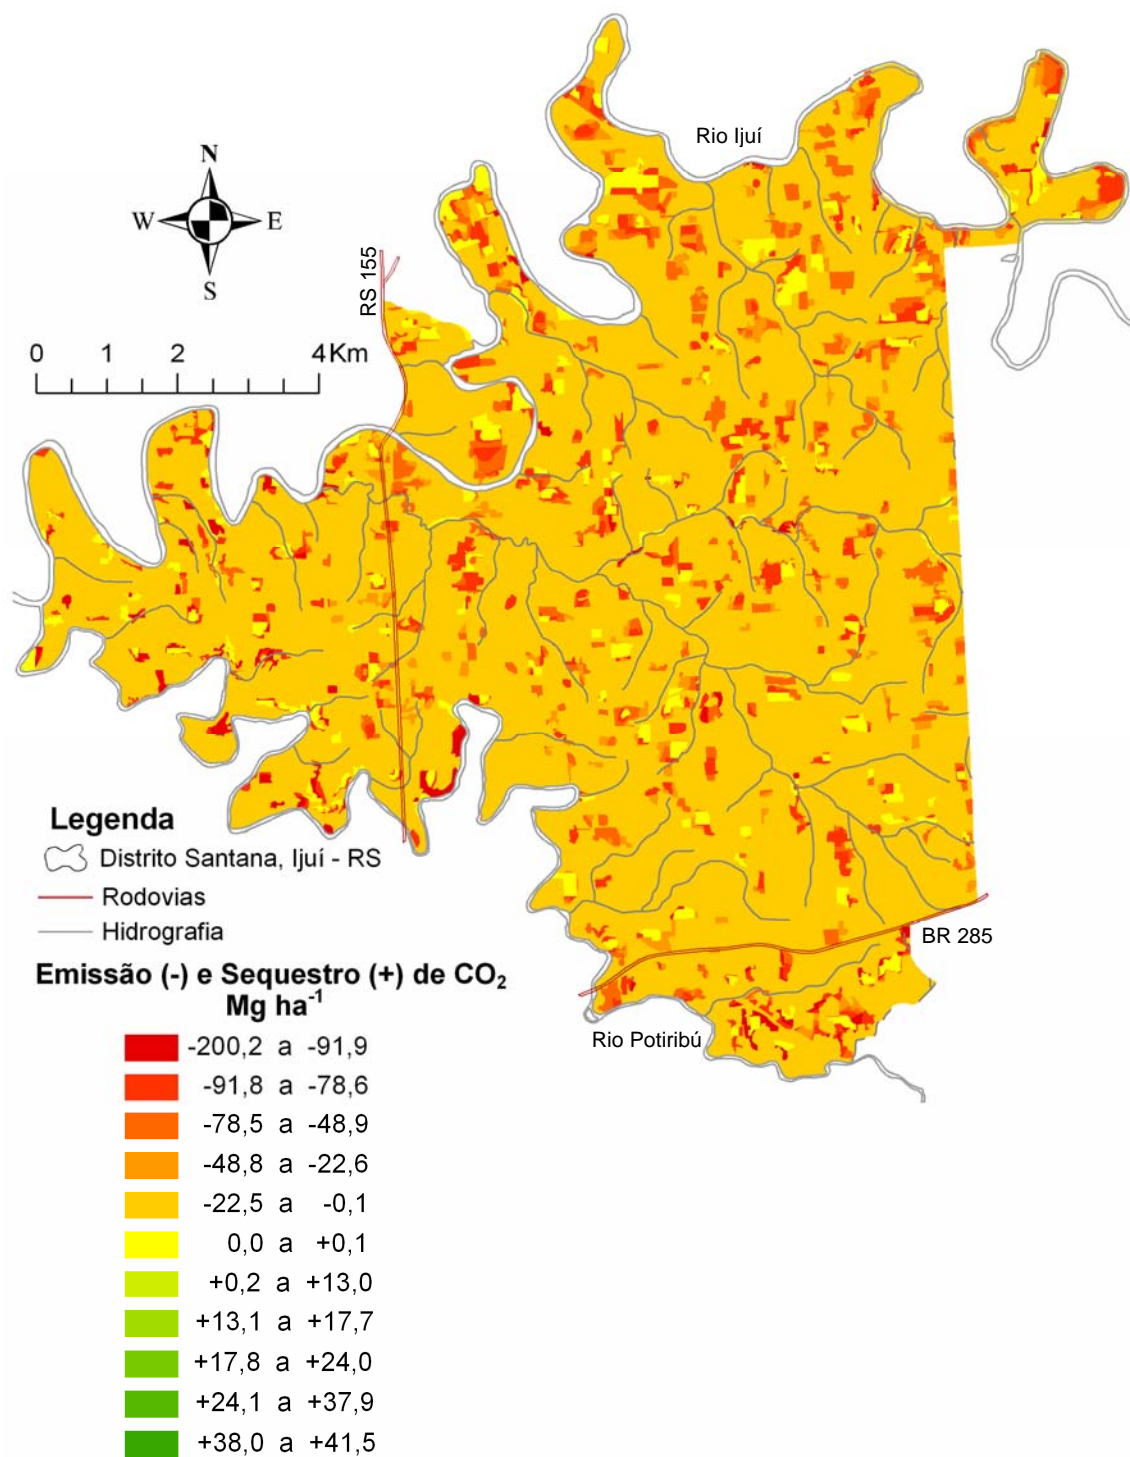 Rio Ijuí
N
W E
S
RS 155
0 1 2 4 Km
Legenda
Distrito Santana, Ijuí - RS
Rodovias
Hidrografia
BR 285
Emissão (-) e Sequestro (+) de CO₂
Mg ha⁻¹
Rio Potiribú
-200,2 a -91,9
-91,8 a -78,6
-78,5 a -48,9
-48,8 a -22,6
-22,5 a -0,1
0,0 a +0,1
+0,2 a +13,0
+13,1 a +17,7
+17,8 a +24,0
+24,1 a +37,9
+38,0 a +41,5